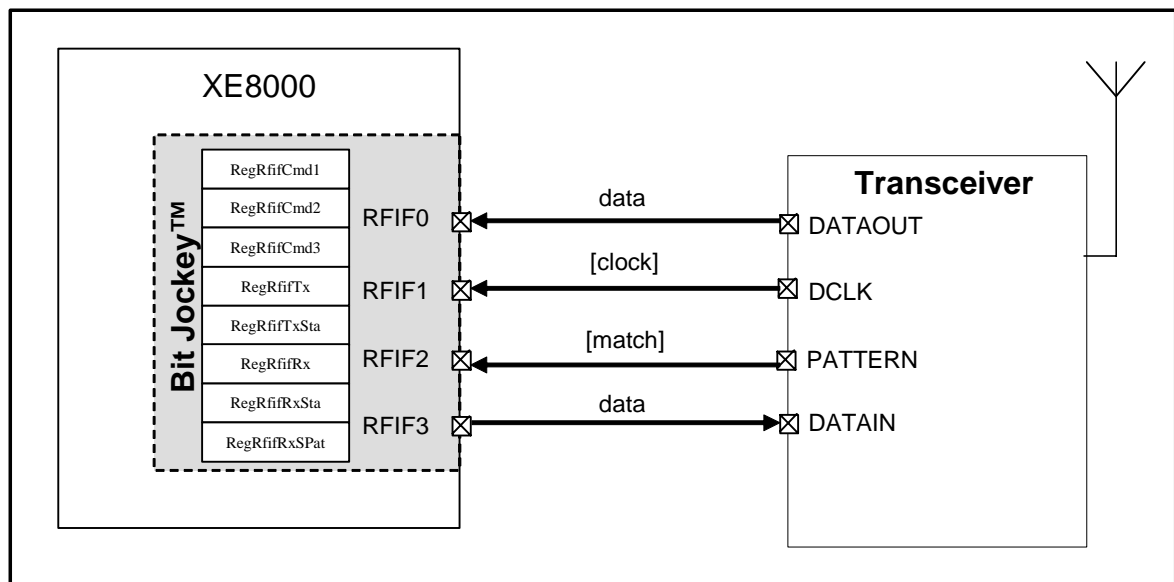 XE8000
Bit Jockey™
RegRfifCmd1
RegRfifCmd2
RegRfifCmd3
RegRfifTx
RegRfifTxSta
RegRfifRx
RegRfifRxSta
RegRfifRxSPat
RFIF0
RFIF1
RFIF2
RFIF3
data
[clock]
[match]
data
Transceiver
DATAOUT
DCLK
PATTERN
DATAIN